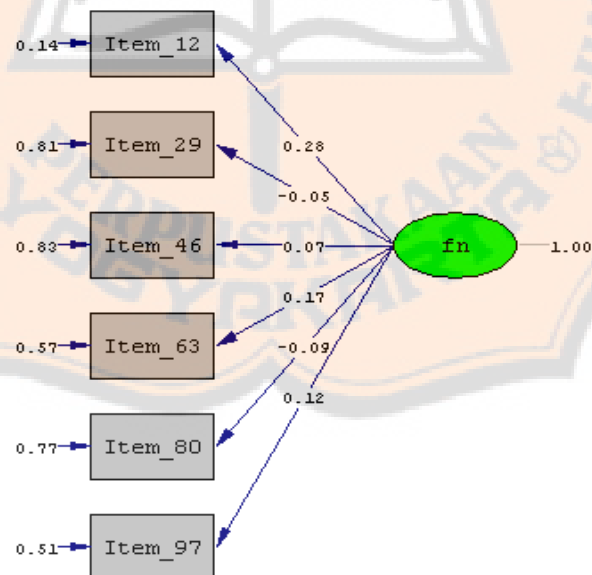 0.14 Item_12
0.28
0.81 Item_29
-0.05
0.83 Item_46 0.07 fn 1.00
0.17
0.57 Item_63
-0.09
0.12
0.77 Item_80
0.51 Item_97
PERPUSTAKAAN